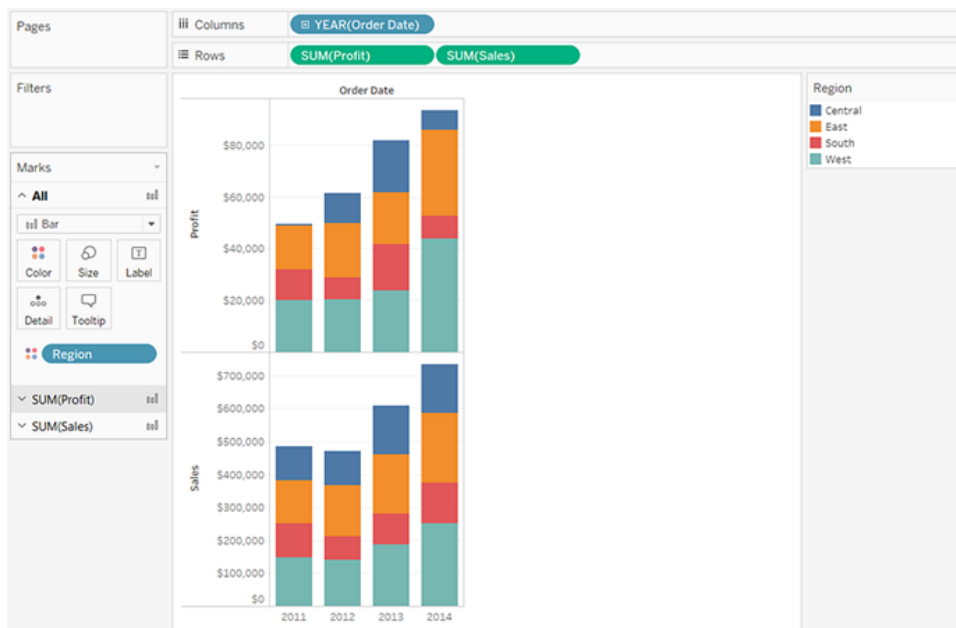 Pages
Columns
YEAR(Order Date)
Rows
SUM(Profit)
SUM(Sales)
Filters
Marks
All
Bar
Color
Size
Label
Detail
Tooltip
Region
SUM(Profit)
SUM(Sales)
Order Date
Profit
$80,000
$60,000
$40,000
$20,000
$0
Sales
$700,000
$600,000
$500,000
$400,000
$300,000
$200,000
$100,000
$0
2011
2012
2013
2014
Region
Central
East
South
West